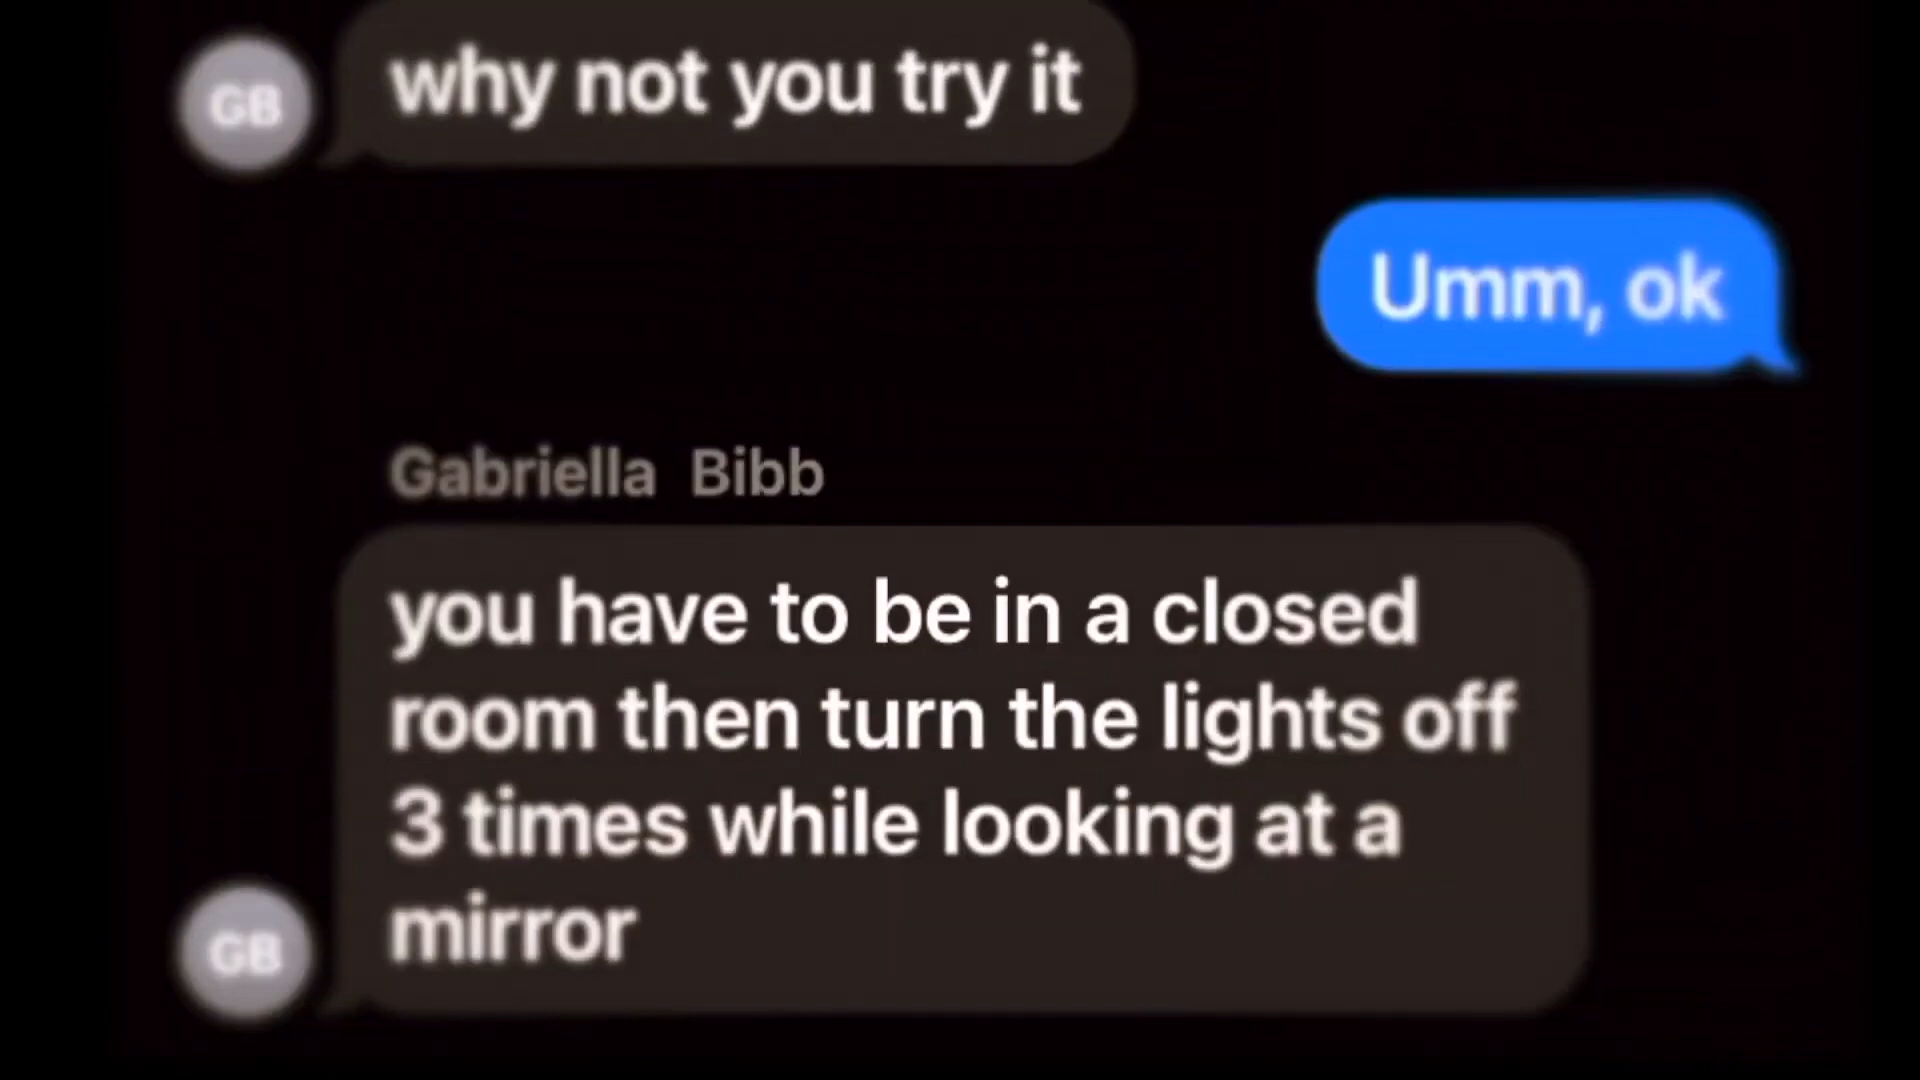 GB
why not you try it
Umm, ok
Gabriella Bibb
you have to be in a closed
room then turn the lights off
3 times while looking at a
mirror
GB